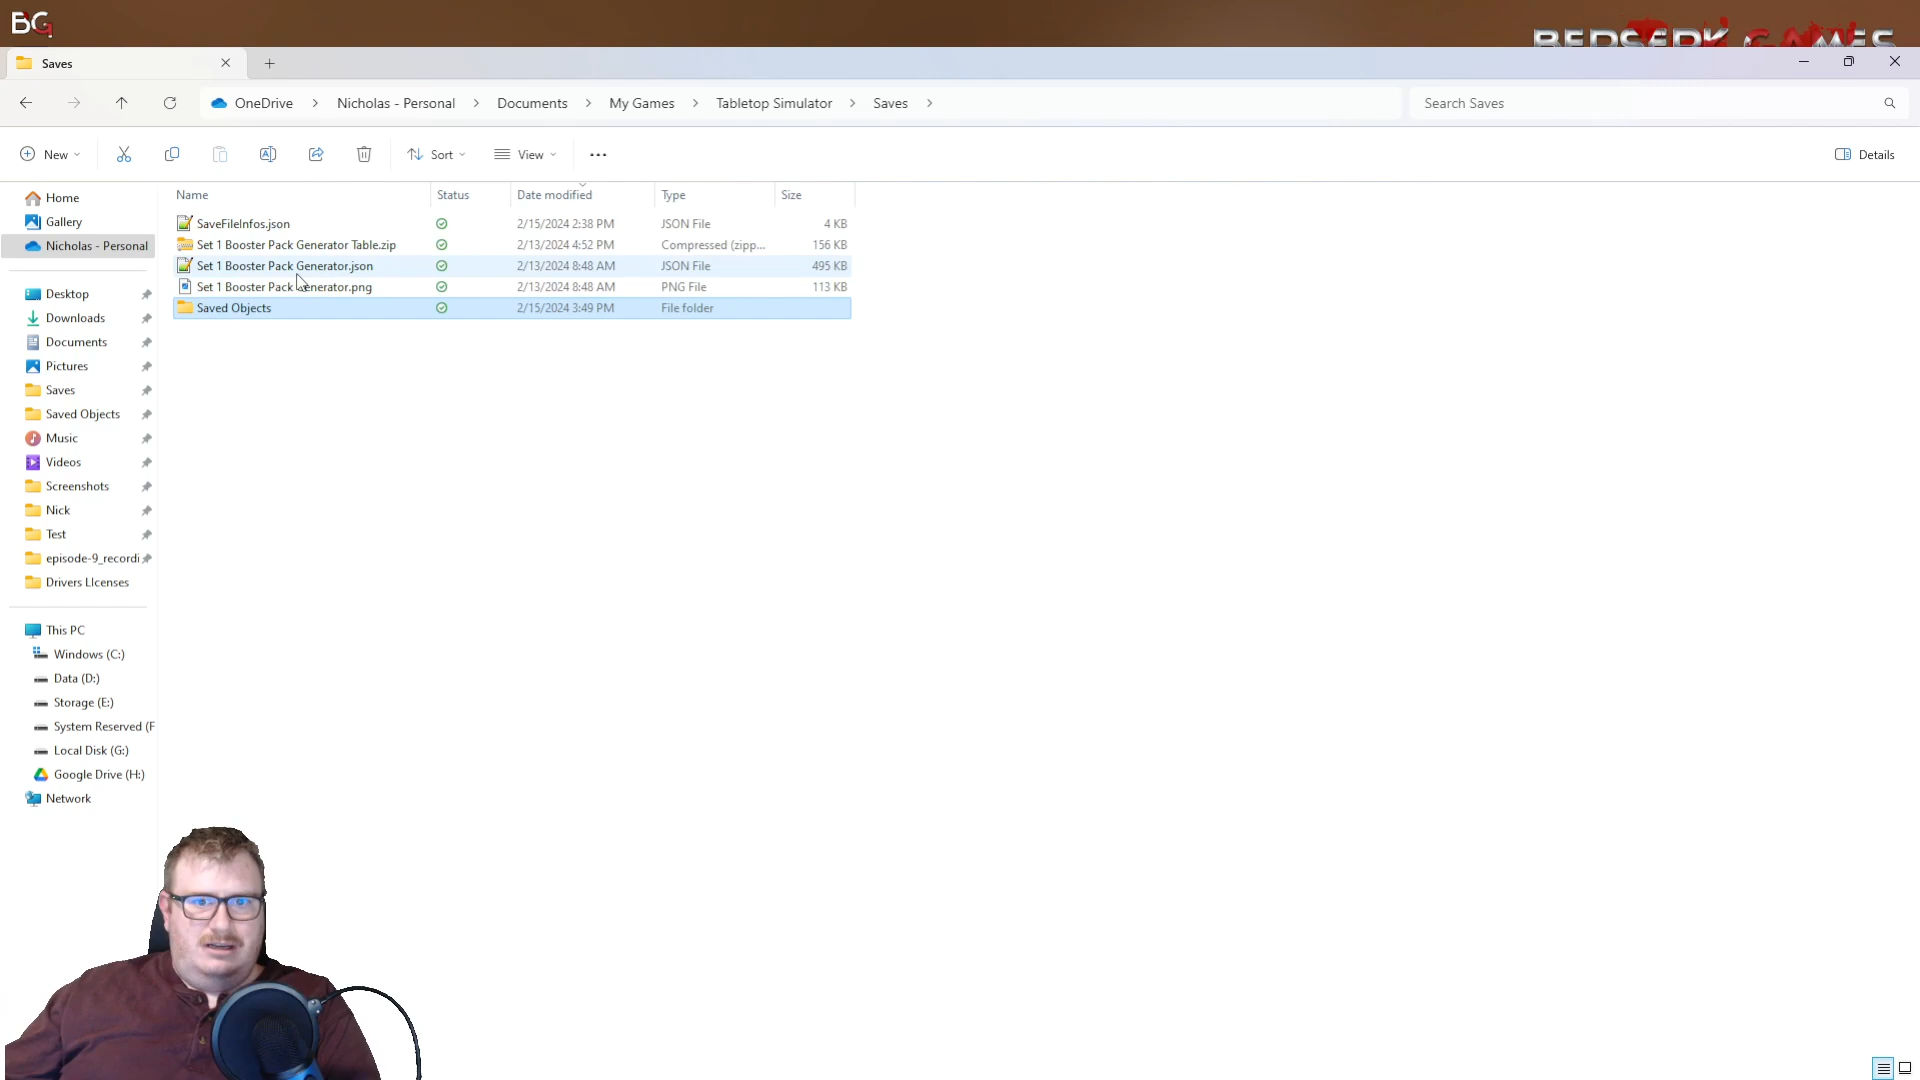 BG
BERSERK GAMES
Saves
OneDrive > Nicholas - Personal > Documents > My Games > Tabletop Simulator > Saves >
Search Saves
New
Sort
View
Details
Name Status Date modified Type Size
SaveFileInfos.json 2/15/2024 2:38 PM JSON File 4 KB
Set 1 Booster Pack Generator Table.zip 2/13/2024 4:52 PM Compressed (zipp... 156 KB
Set 1 Booster Pack Generator.json 2/13/2024 8:48 AM JSON File 495 KB
Set 1 Booster Pack Generator.png 2/13/2024 8:48 AM PNG File 113 KB
Saved Objects 2/15/2024 3:49 PM File folder
Home
Gallery
Nicholas - Personal
Desktop
Downloads
Documents
Pictures
Saves
Saved Objects
Music
Videos
Screenshots
Nick
Test
episode-9_recordi
Drivers LIcenses
This PC
Windows (C:)
Data (D:)
Storage (E:)
System Reserved (F
Local Disk (G:)
Google Drive (H:)
Network